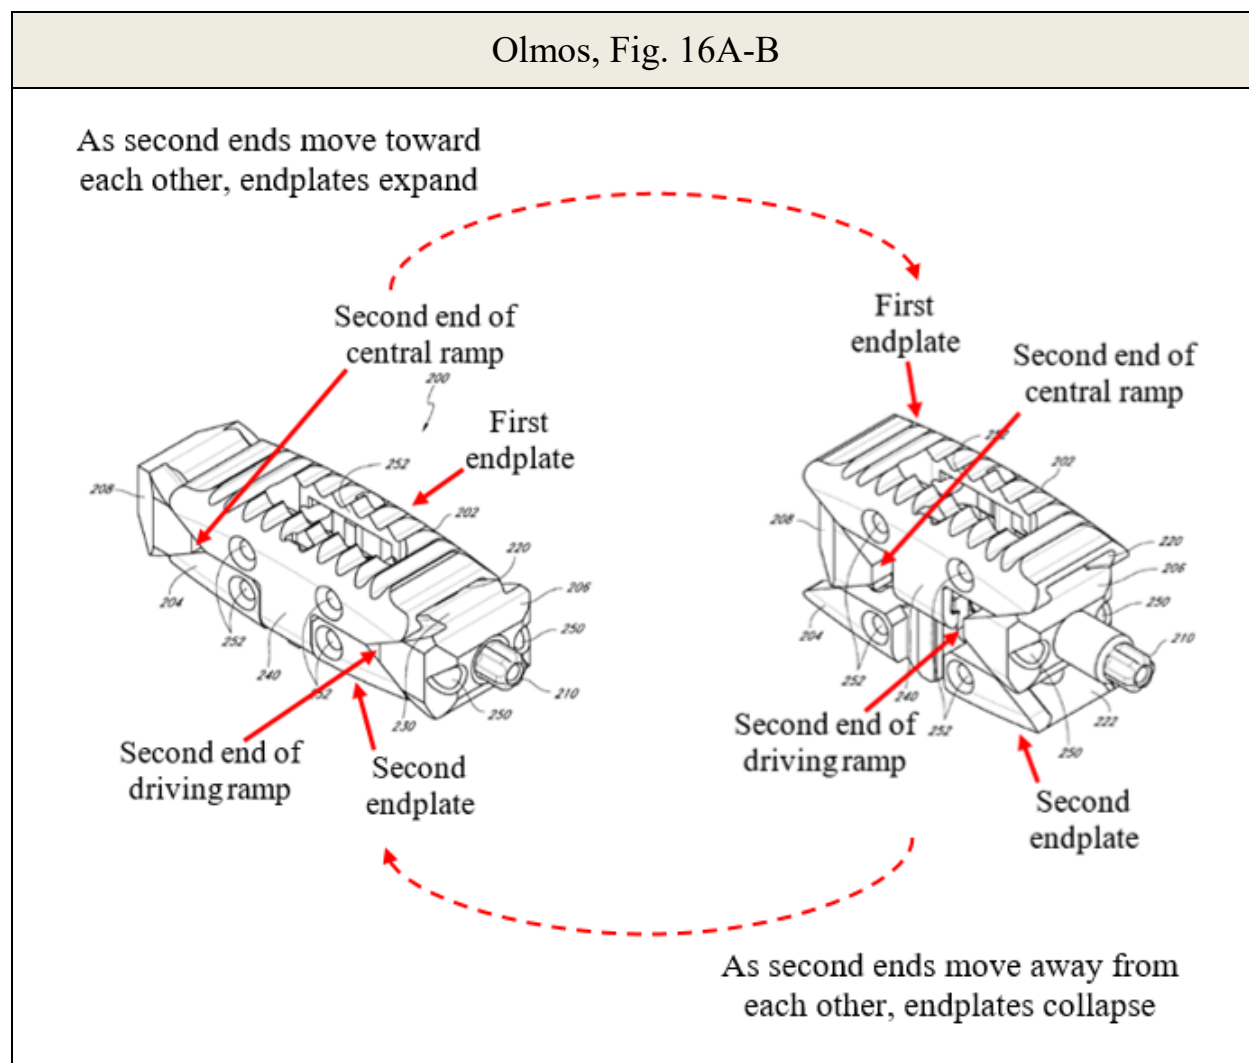 Olmos, Fig. 16A-B
As second ends move toward
each other, endplates expand
Second end of
central ramp
200
First
endplate
252
202
208
220
206
204
252
250
240
252
230
250
210
Second end of
driving ramp
Second
endplate
First
endplate
Second end of
central ramp
252
202
208
220
206
250
204
252
210
240
252
222
250
Second end of
driving ramp
Second
endplate
As second ends move away from
each other, endplates collapse